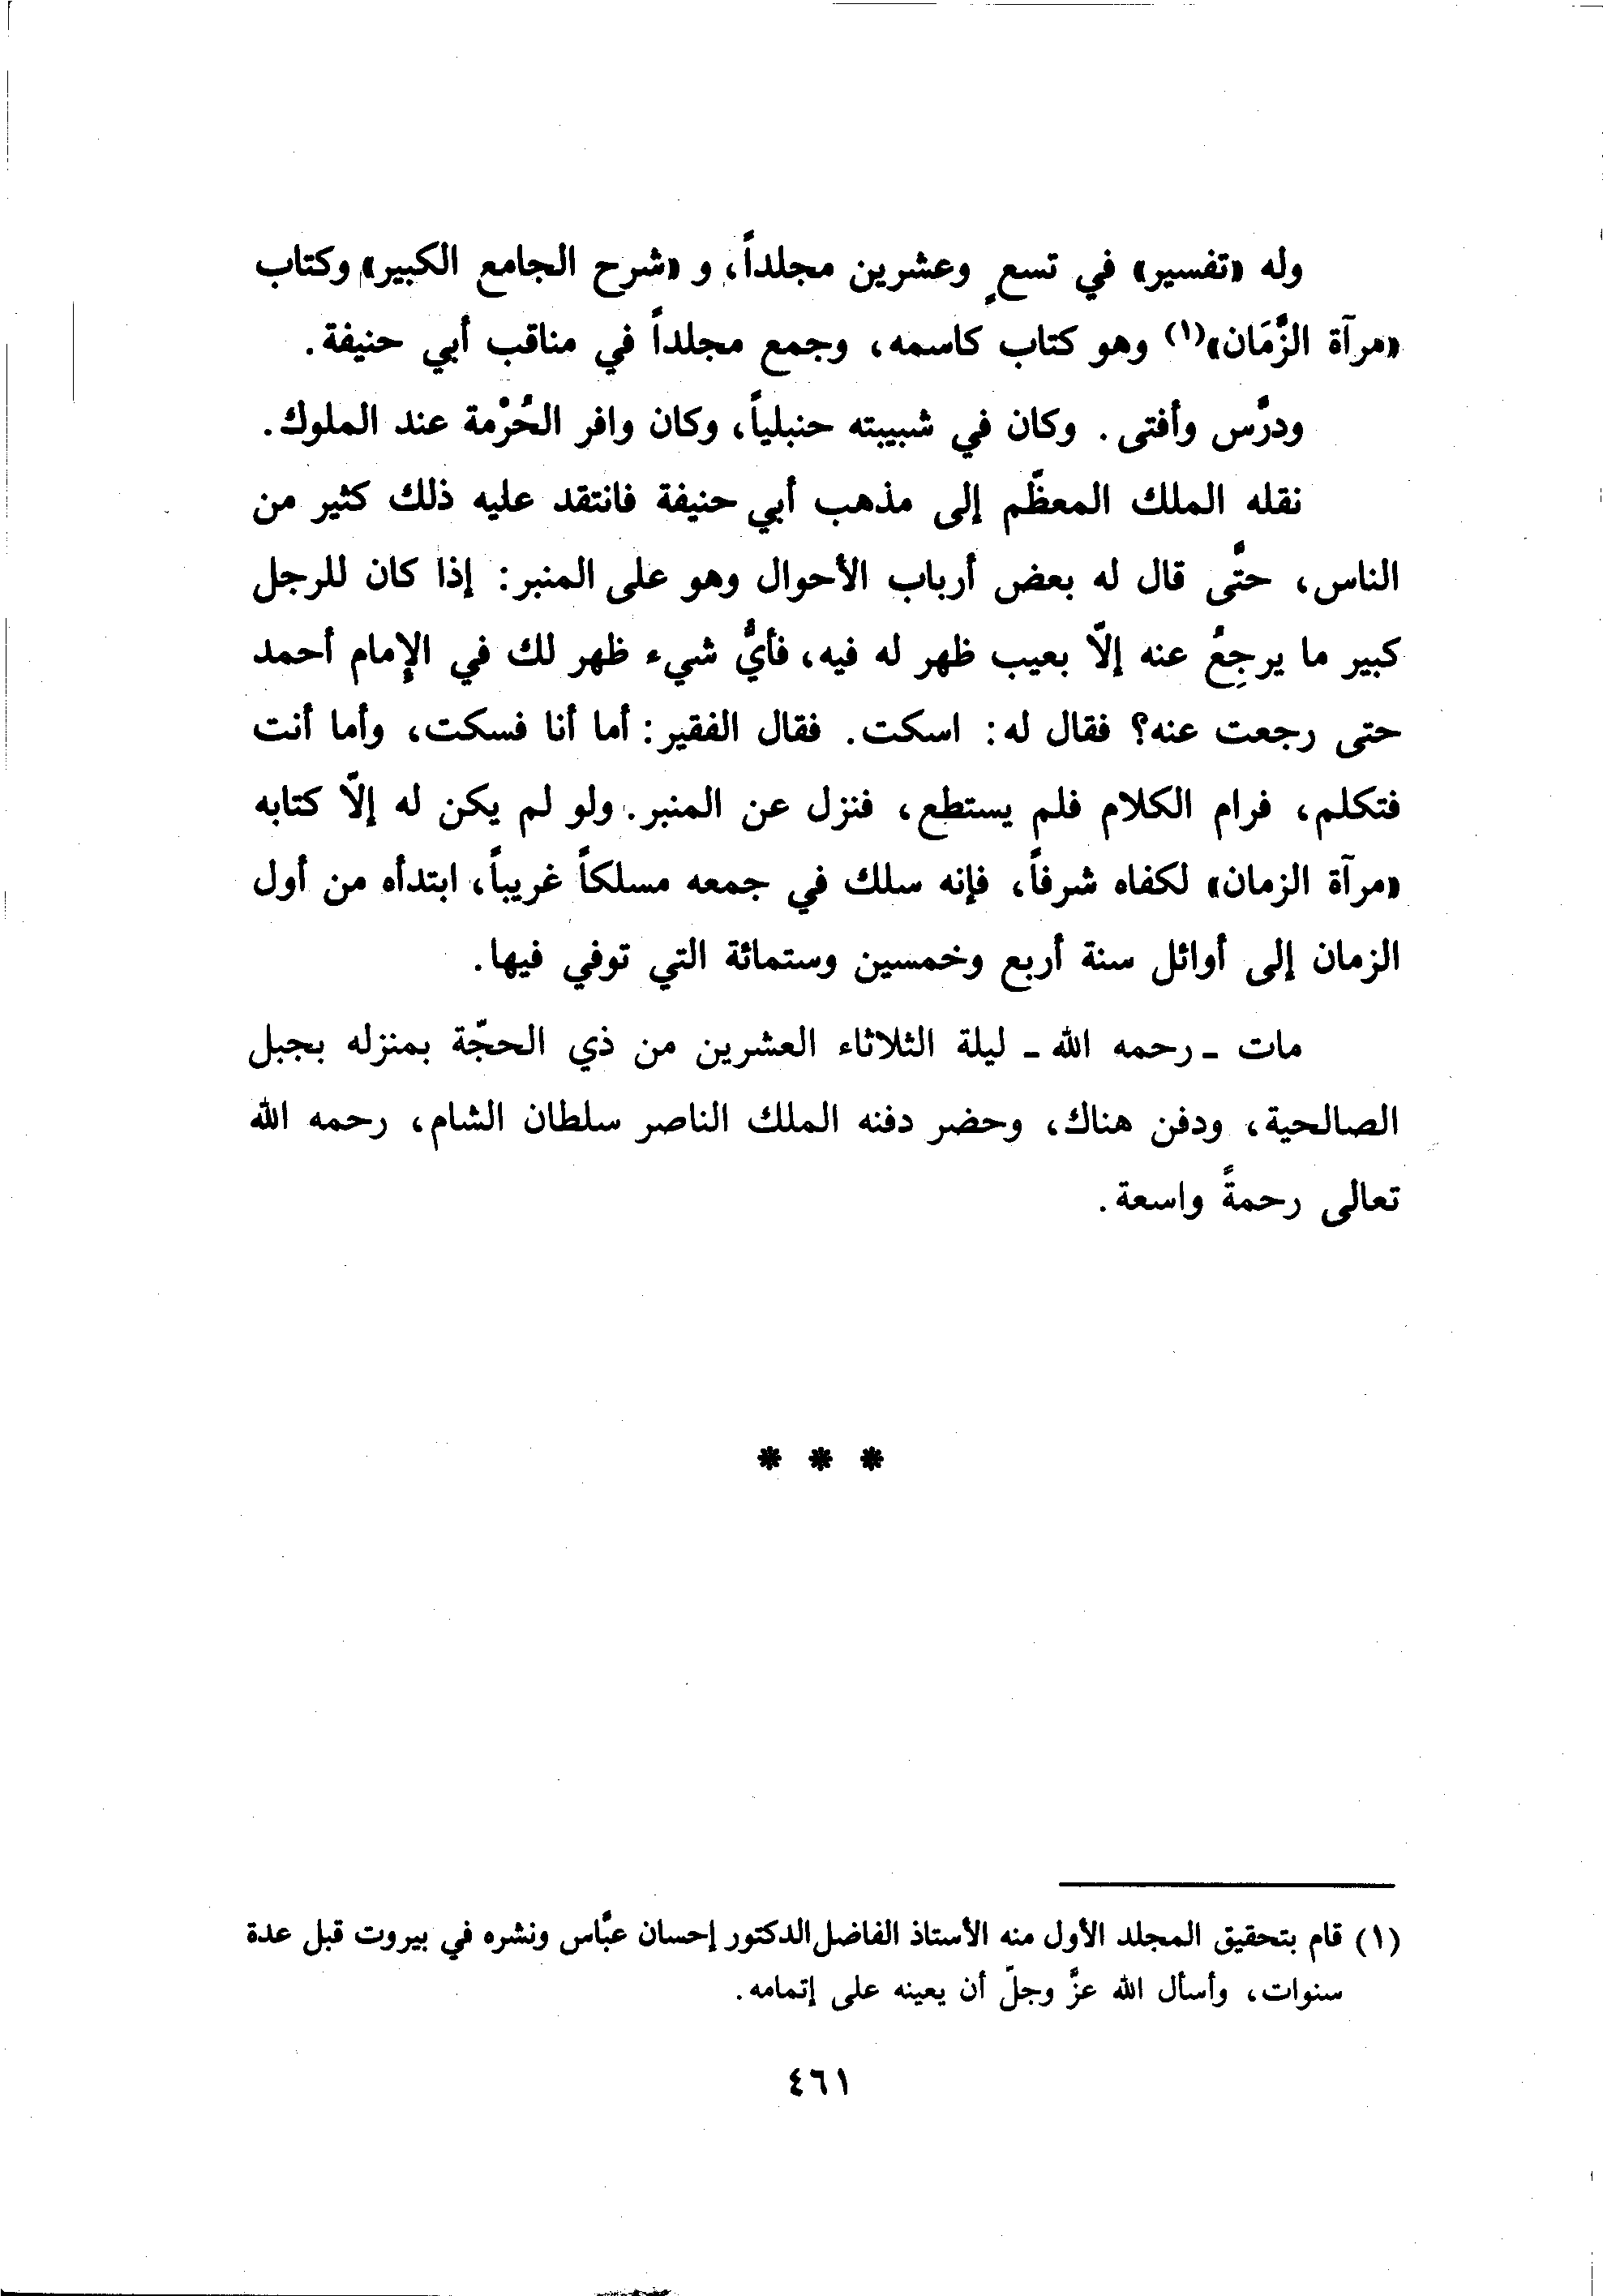 وله «تفسير» في تسعٍ وعشرين مجلداً، و «شرح الجامع الكبير» وكتاب
«مرآة الزَّمَان»(١) وهو كتاب كاسمه، وجمع مجلداً في مناقب أبي حنيفة.
ودرَّس وأفتى. وكان في شبيبته حنبلياً، وكان وافر الحُرْمة عند الملوك.
نقله الملك المعظَّم إلى مذهب أبي حنيفة فانتقد عليه ذلك كثير من
الناس، حتَّى قال له بعض أرباب الأحوال وهو على المنبر: إذا كان للرجل
كبير ما يرجِعُ عنه إلّا بعيب ظهر له فيه، فأيُّ شيء ظهر لك في الإمام أحمد
حتى رجعت عنه؟ فقال له: اسكت. فقال الفقير: أما أنا فسكت، وأما أنت
فتكلم، فرام الكلام فلم يستطع، فنزل عن المنبر. ولو لم يكن له إلّا كتابه
«مرآة الزمان» لكفاه شرفاً، فإنه سلك في جمعه مسلكاً غريباً، ابتدأه من أول
الزمان إلى أوائل سنة أربع وخمسين وستمائة التي توفي فيها.
مات ـ رحمه الله ـ ليلة الثلاثاء العشرين من ذي الحجّة بمنزله بجبل
الصالحية، ودفن هناك، وحضر دفنه الملك الناصر سلطان الشام، رحمه الله
تعالى رحمةً واسعة.
* * *
(١) قام بتحقيق المجلد الأول منه الأستاذ الفاضل الدكتور إحسان عبَّاس ونشره في بيروت قبل عدة
سنوات، وأسأل الله عزَّ وجلّ أن يعينه على إتمامه.
٤٦١